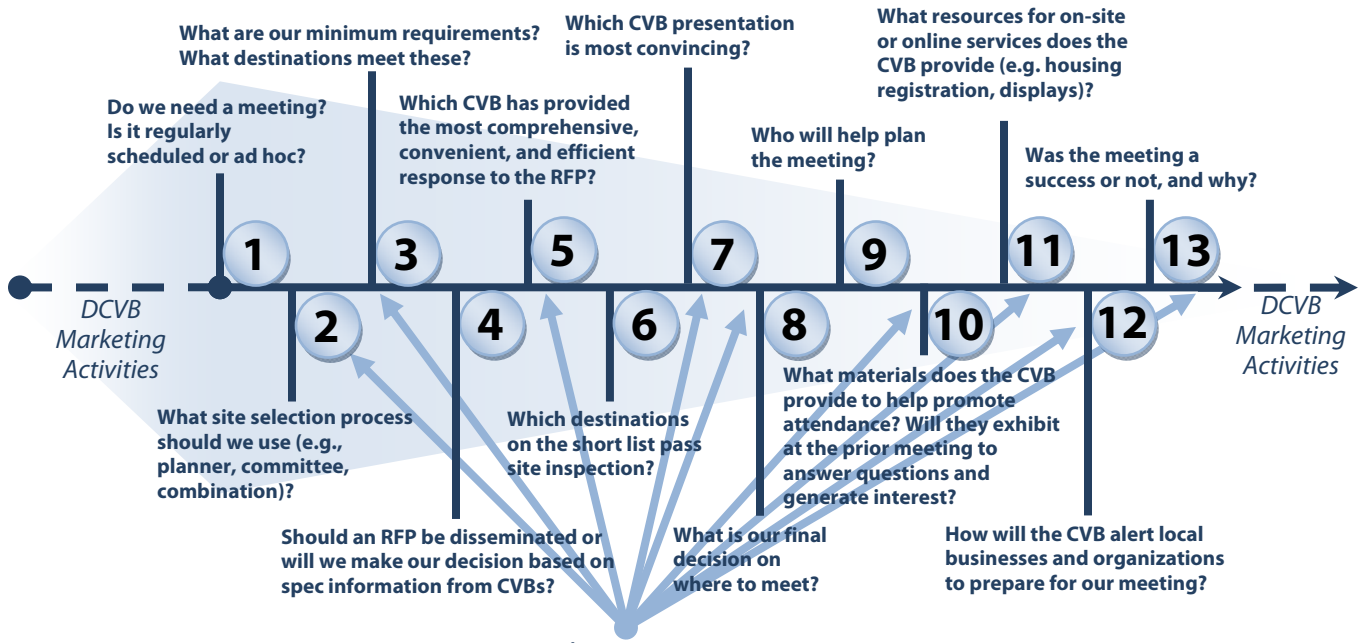 What are our minimum requirements?
What destinations meet these?
Which CVB presentation
is most convincing?
What resources for on-site
or online services does the
CVB provide (e.g. housing
registration, displays)?
Do we need a meeting?
Is it regularly
scheduled or ad hoc?
Which CVB has provided
the most comprehensive,
convenient, and efficient
response to the RFP?
Who will help plan
the meeting?
Was the meeting a
success or not, and why?
1
3
5
7
9
11
13
DCVB
Marketing
Activities
2
4
6
8
10
12
DCVB
Marketing
Activities
What site selection process
should we use (e.g.,
planner, committee,
combination)?
Which destinations
on the short list pass
site inspection?
What materials does the CVB
provide to help promote
attendance? Will they exhibit
at the prior meeting to
answer questions and
generate interest?
Should an RFP be disseminated or
will we make our decision based on
spec information from CVBs?
What is our final
decision on
where to meet?
How will the CVB alert local
businesses and organizations
to prepare for our meeting?